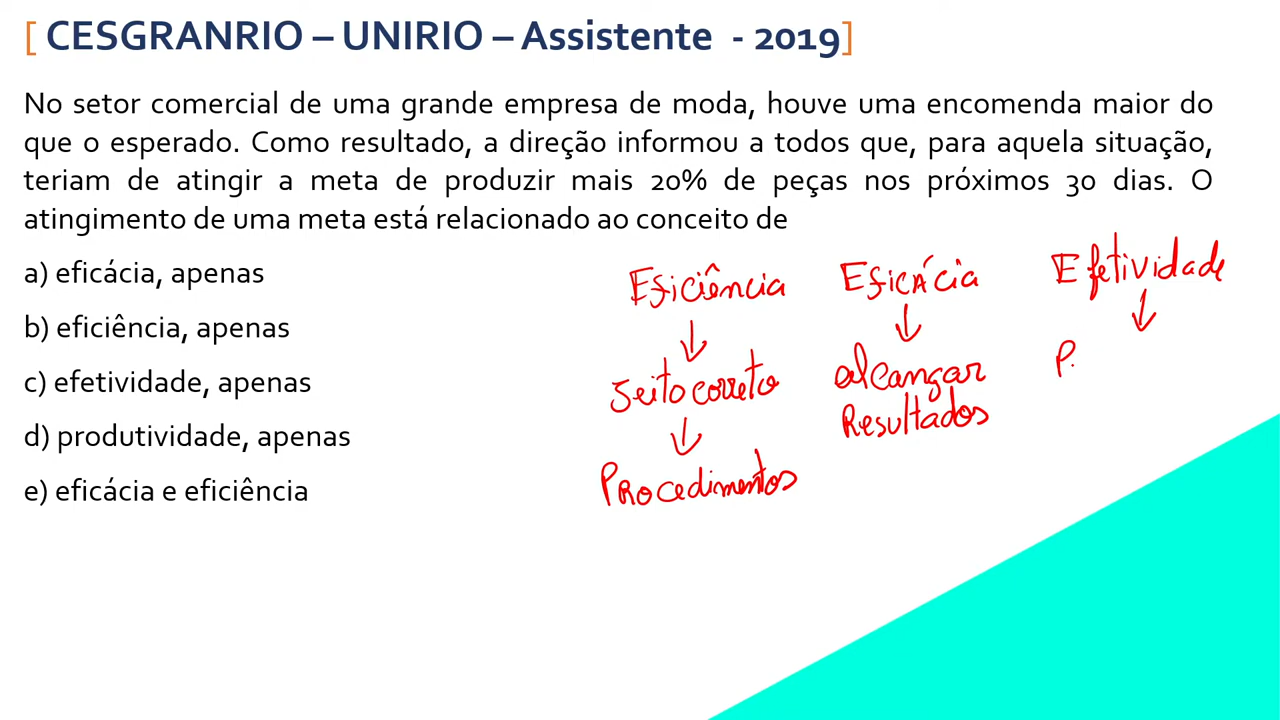 [ CESGRANRIO – UNIRIO – Assistente - 2019]
No setor comercial de uma grande empresa de moda, houve uma encomenda maior do
que o esperado. Como resultado, a direção informou a todos que, para aquela situação,
teriam de atingir a meta de produzir mais 20% de peças nos próximos 30 dias. O
atingimento de uma meta está relacionado ao conceito de
a) eficácia, apenas
b) eficiência, apenas
c) efetividade, apenas
d) produtividade, apenas
e) eficácia e eficiência
Eficiência
Jeito correto
Procedimentos
Eficácia
alcançar
Resultados
Efetividade
P.